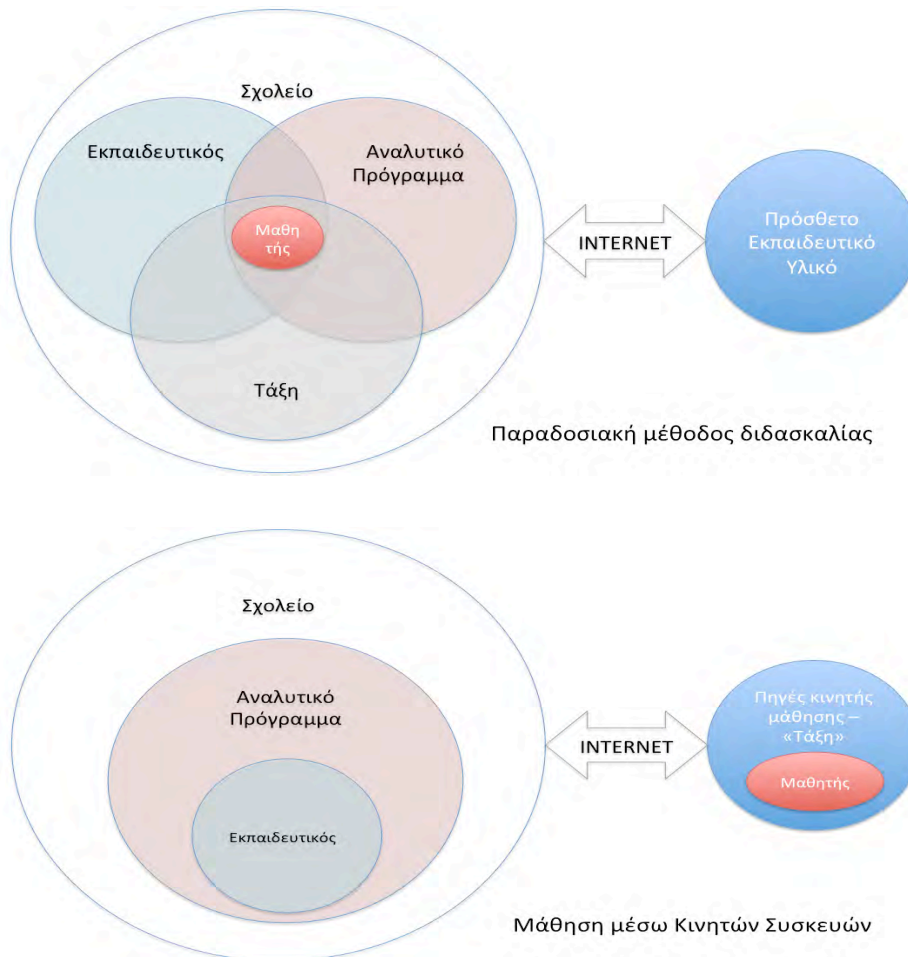 Σχολείο
Εκπαιδευτικός
Αναλυτικό
Πρόγραμμα
Μαθη
τής
Τάξη
INTERNET
Πρόσθετο
Εκπαιδευτικό
Υλικό
Παραδοσιακή μέθοδος διδασκαλίας
Σχολείο
Αναλυτικό
Πρόγραμμα
Εκπαιδευτικός
INTERNET
Πηγές κινητής
μάθησης –
«Τάξη»
Μαθητής
Μάθηση μέσω Κινητών Συσκευών